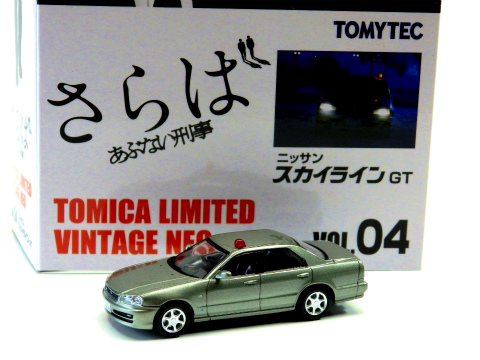 TOMYTEC
さらば
あぶない刑事
ニッサン
スカイライン GT
TOMICA LIMITED
VINTAGE NEO
VOL.04